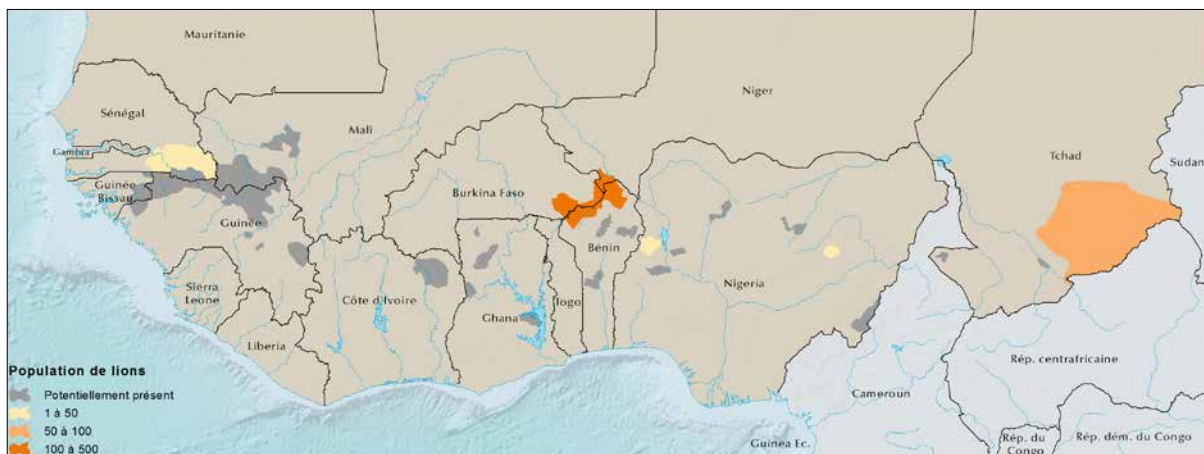 Mauritanie
Niger
Sénégal
Mali
Tchad
Sudan
Gambia
Guinée
Bissau
Burkina Faso
Guinée
Bénin
Nigeria
Sierra
Leone
Côte d'Ivoire
Ghana
Togo
Liberia
Rép. centrafricaine
Cameroun
Guinea Ec.
Rép. du
Congo
Rép. dém. du Congo
Population de lions
Potentiellement présent
1 à 50
50 à 100
100 à 500